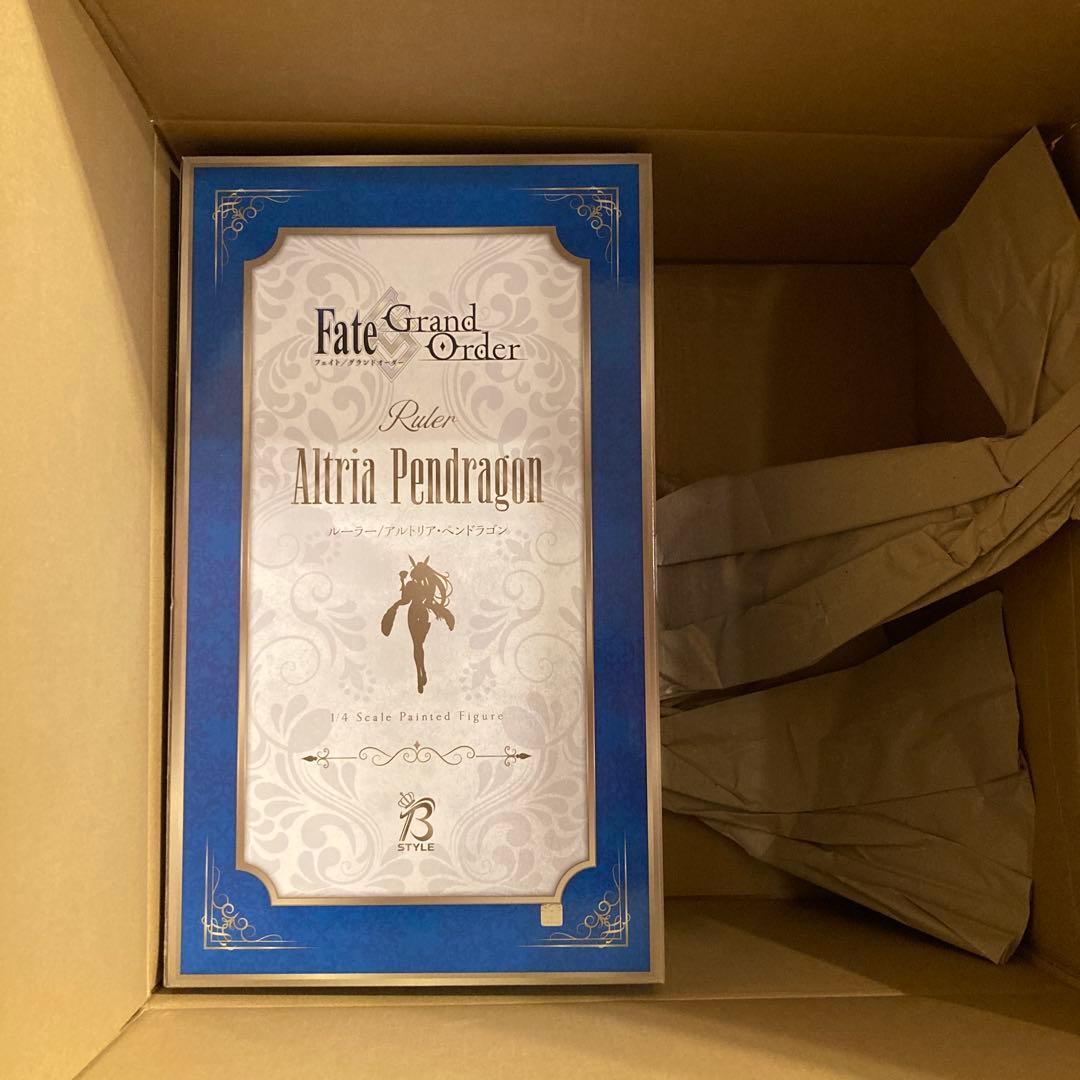 Fate Grand Order
フェイト/グランドオーダー
Ruler
Altria Pendragon
ルーラー/アルトリア・ペンドラゴン
1/4 Scale Painted Figure
B
STYLE